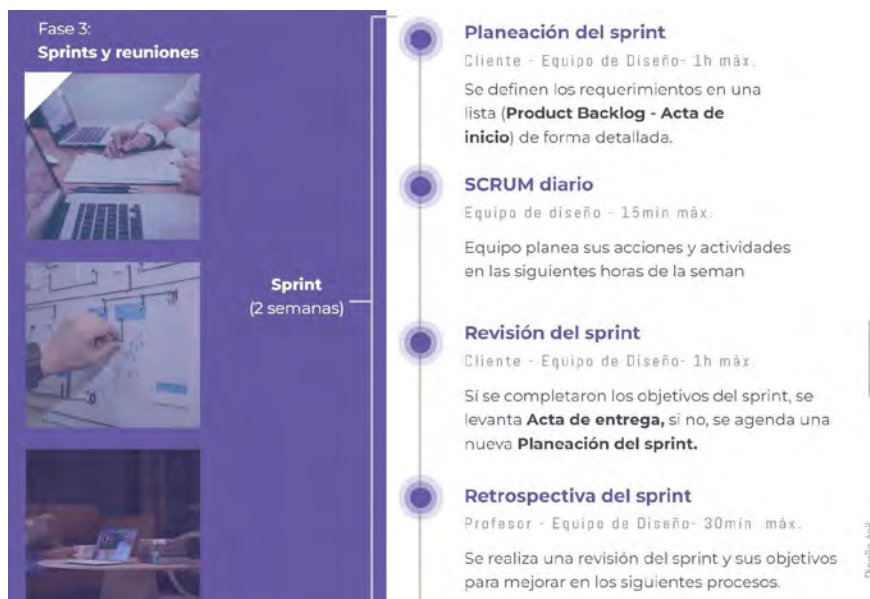 Fase 3:
Sprints y reuniones
Sprint
(2 semanas)
Planeación del sprint
Cliente - Equipo de Diseño- 1h máx.
Se definen los requerimientos en una
lista (Product Backlog - Acta de
inicio) de forma detallada.
SCRUM diario
Equipo de diseño - 15min máx.
Equipo planea sus acciones y actividades
en las siguientes horas de la seman
Revisión del sprint
Cliente - Equipo de Diseño- 1h máx.
Sí se completaron los objetivos del sprint, se
levanta Acta de entrega, si no, se agenda una
nueva Planeación del sprint.
Retrospectiva del sprint
Profesor - Equipo de Diseño- 30min máx.
Se realiza una revisión del sprint y sus objetivos
para mejorar en los siguientes procesos.